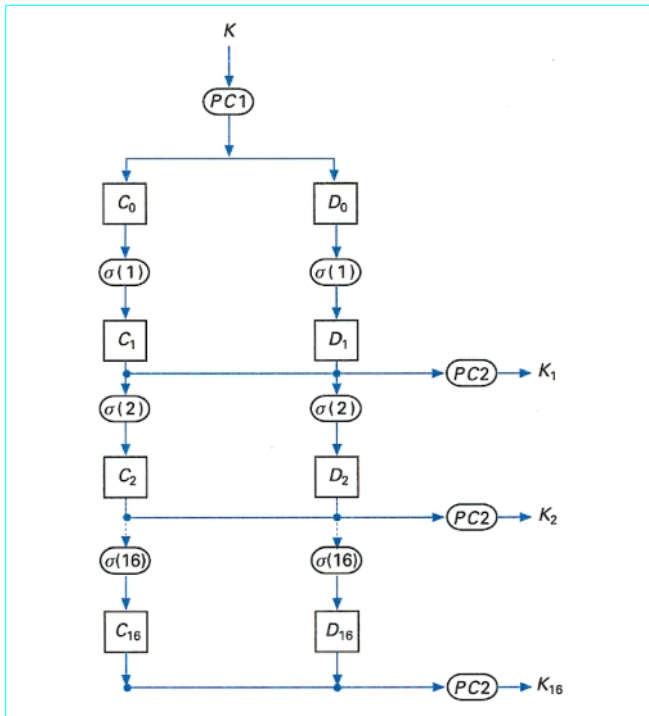 K
PC1
C₀ D₀
σ(1) σ(1)
C₁ D₁
PC2 K₁
σ(2) σ(2)
C₂ D₂
PC2 K₂
σ(16) σ(16)
C₁₆ D₁₆
PC2 K₁₆